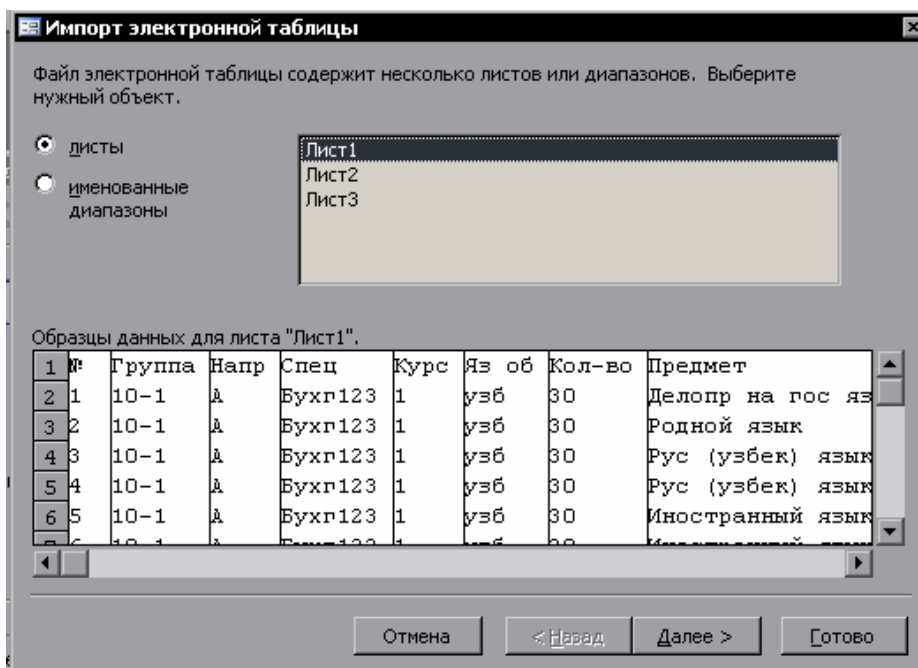 Импорт электронной таблицы
Файл электронной таблицы содержит несколько листов или диапазонов. Выберите
нужный объект.
листы
именованные
диапазоны
Лист1
Лист2
Лист3
Образцы данных для листа "Лист1".
1 № Группа Напр Спец Курс Яз об Кол-во Предмет
2 1 10-1 А Бухг123 1 узб 30 Делопр на гос яз
3 2 10-1 А Бухг123 1 узб 30 Родной язык
4 3 10-1 А Бухг123 1 узб 30 Рус (узбек) язык
5 4 10-1 А Бухг123 1 узб 30 Рус (узбек) язык
6 5 10-1 А Бухг123 1 узб 30 Иностранный язык
Отмена < Назад Далее > Готово